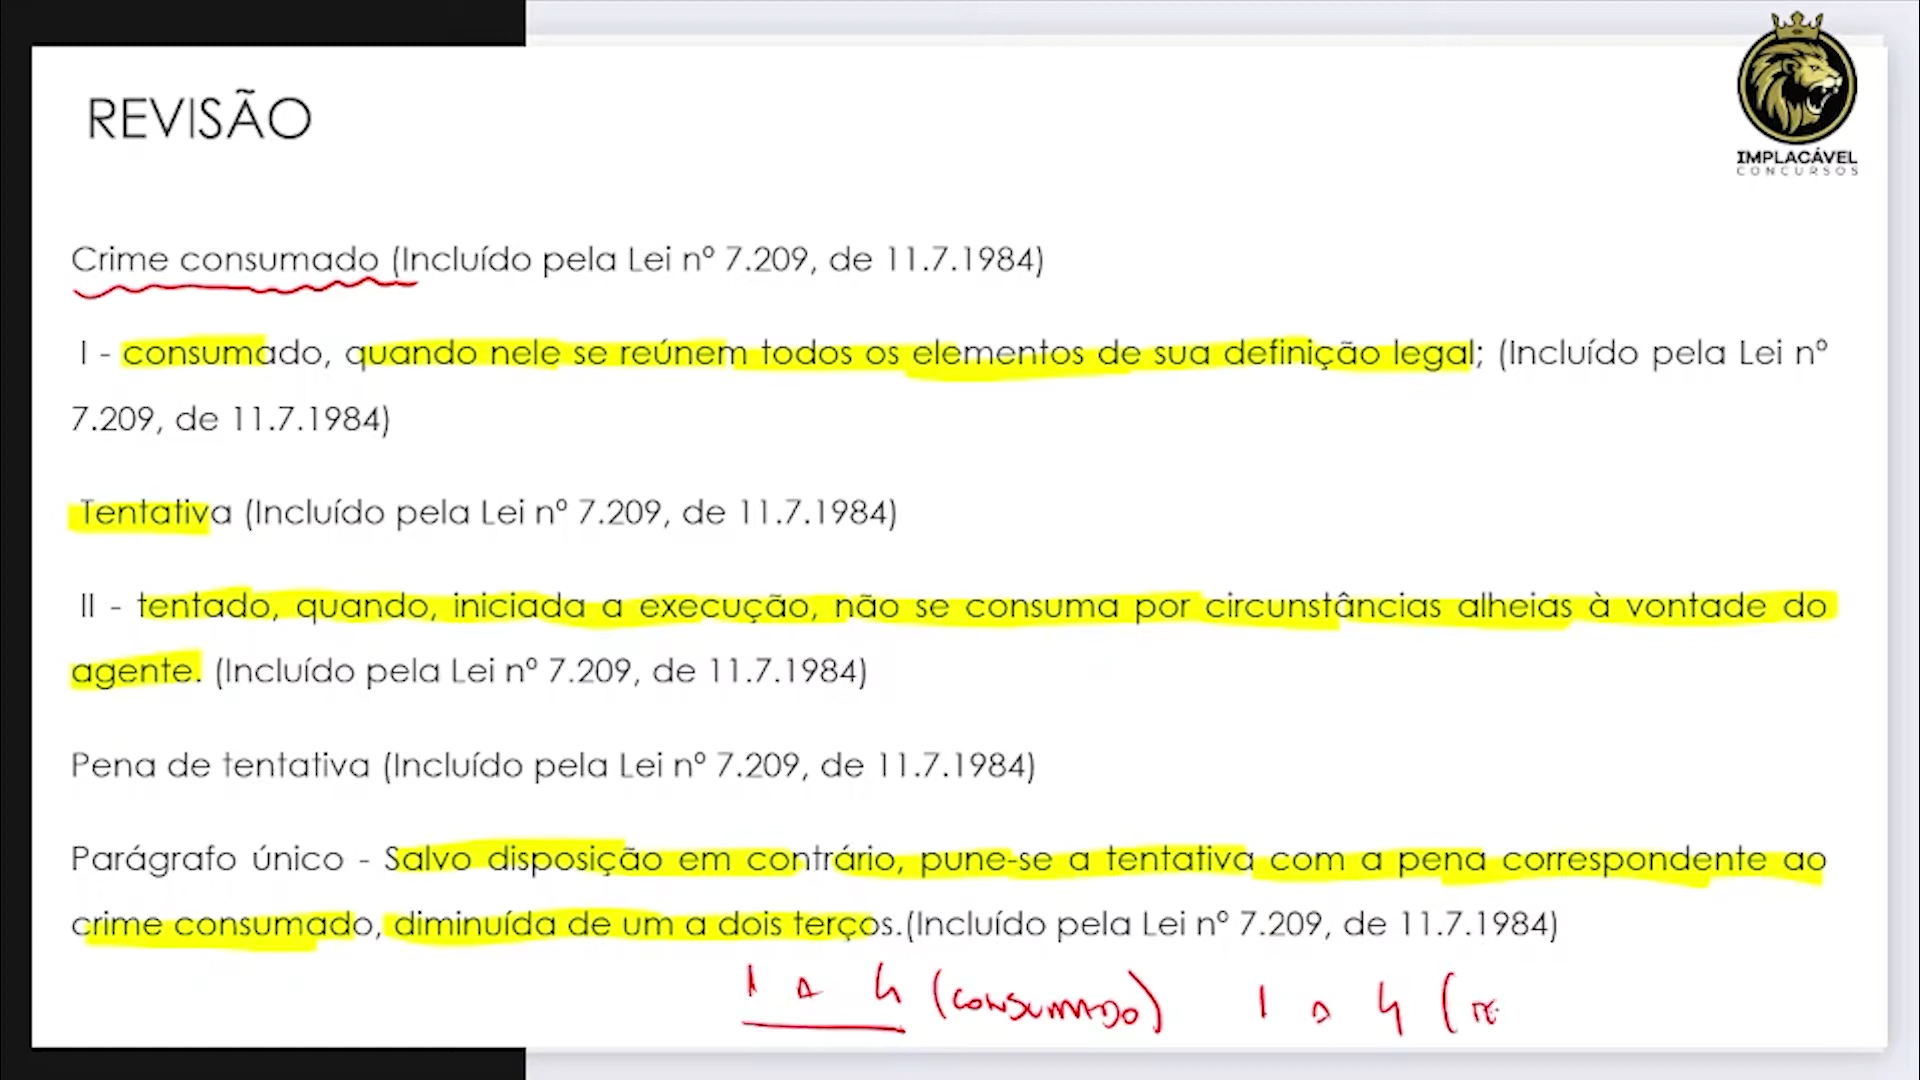 REVISÃO
IMPLACÁVEL
CONCURSOS
Crime consumado (Incluído pela Lei nº 7.209, de 11.7.1984)
I - consumado, quando nele se reúnem todos os elementos de sua definição legal; (Incluído pela Lei nº
7.209, de 11.7.1984)
Tentativa (Incluído pela Lei nº 7.209, de 11.7.1984)
II - tentado, quando, iniciada a execução, não se consuma por circunstâncias alheias à vontade do
agente. (Incluído pela Lei nº 7.209, de 11.7.1984)
Pena de tentativa (Incluído pela Lei nº 7.209, de 11.7.1984)
Parágrafo único - Salvo disposição em contrário, pune-se a tentativa com a pena correspondente ao
crime consumado, diminuída de um a dois terços.(Incluído pela Lei nº 7.209, de 11.7.1984)
1 A 4 (CONSUMADO) 1 A 4 (TE